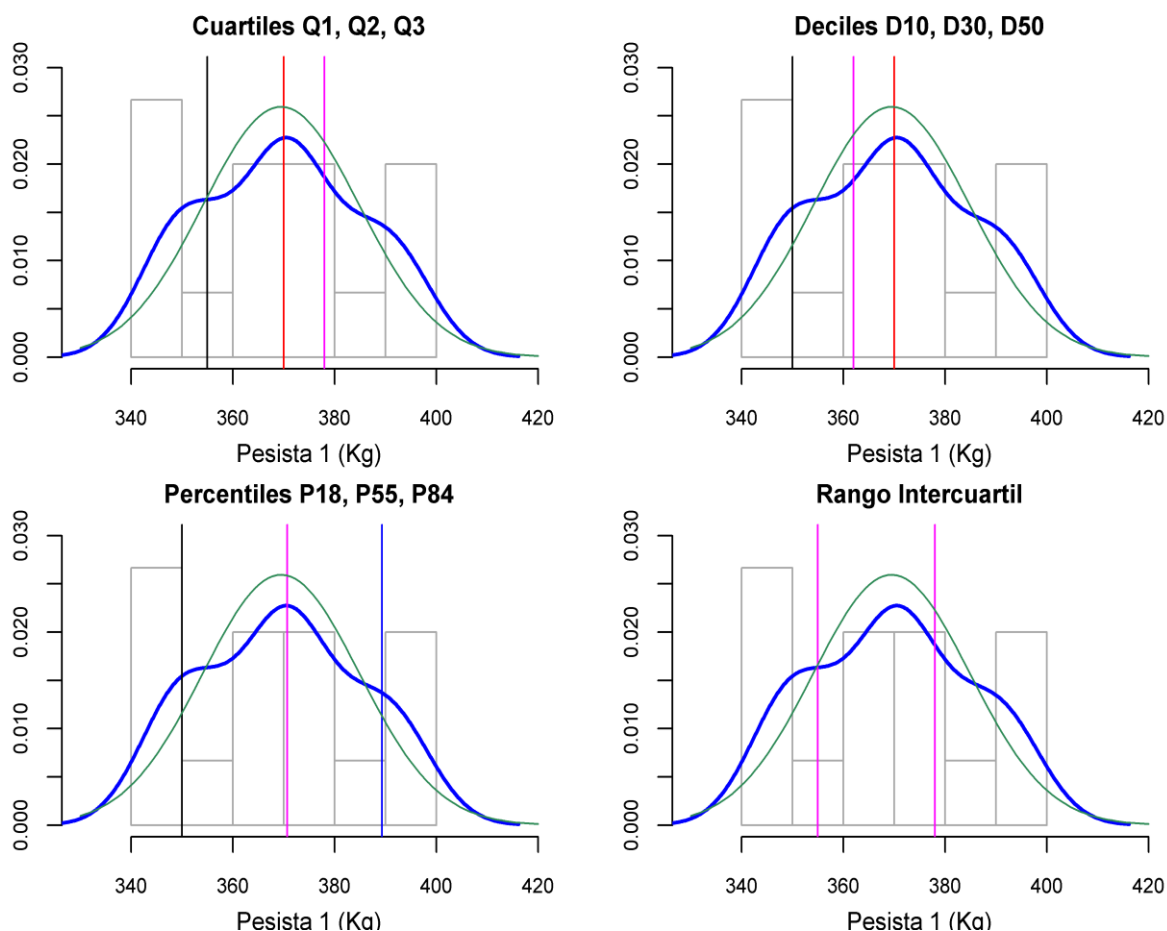 Cuartiles Q1, Q2, Q3
0.030
0.020
0.010
0.000
340 360 380 400 420
Pesista 1 (Kg)
Deciles D10, D30, D50
0.030
0.020
0.010
0.000
340 360 380 400 420
Pesista 1 (Kg)
Percentiles P18, P55, P84
0.030
0.020
0.010
0.000
340 360 380 400 420
Pesista 1 (Kg)
Rango Intercuartil
0.030
0.020
0.010
0.000
340 360 380 400 420
Pesista 1 (Kg)